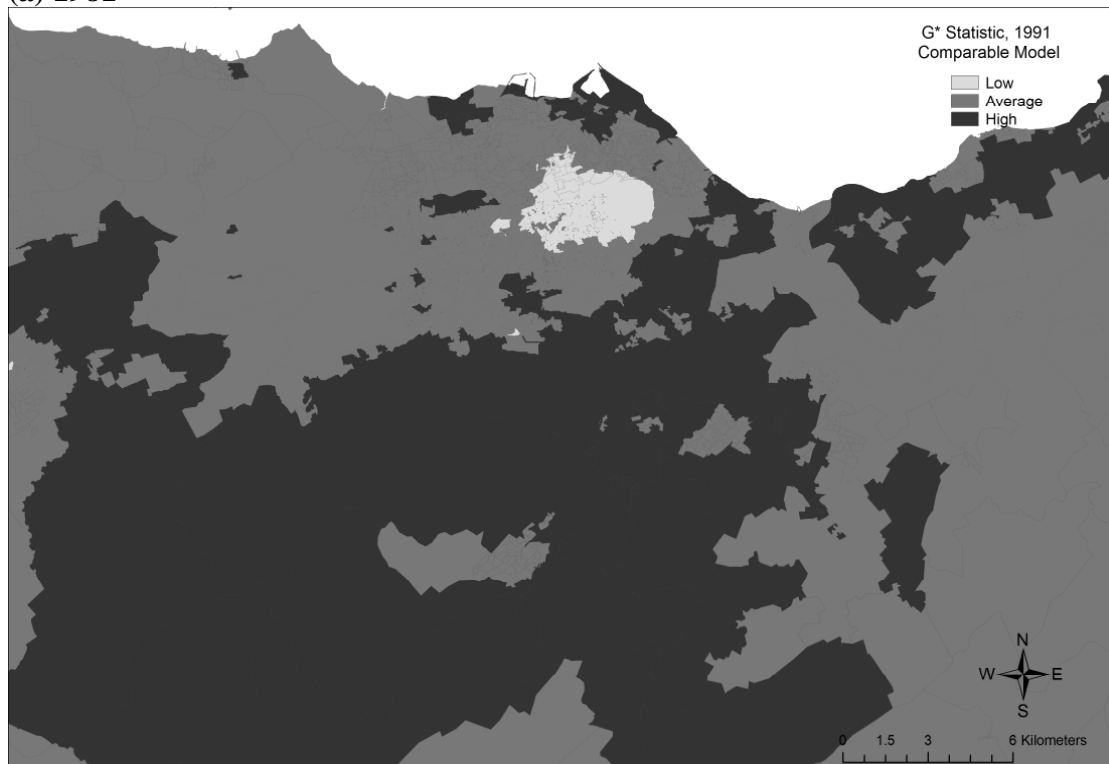 G* Statistic, 1991
Comparable Model
Low
Average
High
N
W E
S
0 1.5 3 6 Kilometers